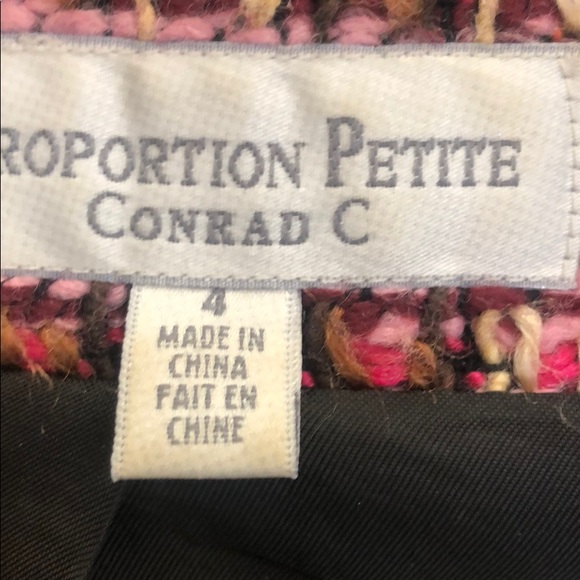 ROPORTION PETITE
CONRAD C
4
MADE IN
CHINA
FAIT EN
CHINE